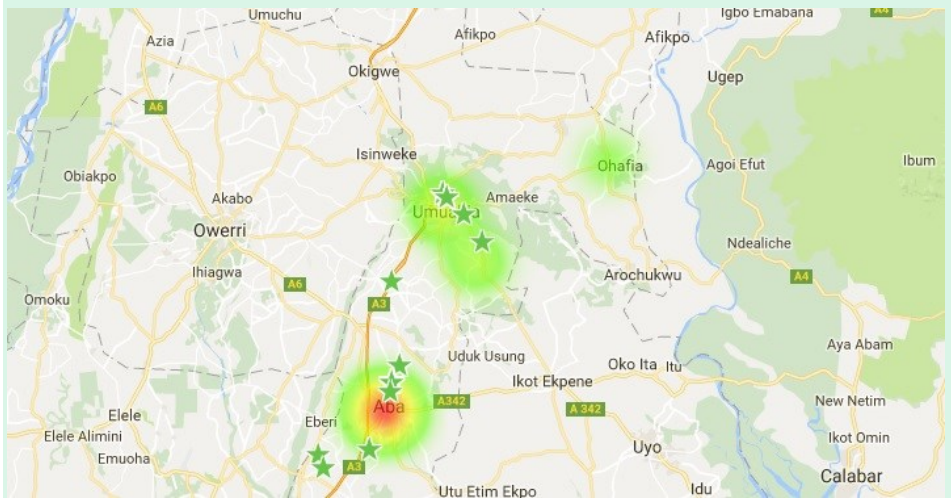 Umuchu
Igbo Emabana
A4
Azia
Afikpo
Afikpo
Okigwe
Ugep
A6
Isinweke
Ohafia
Agoi Efut
Ibum
Obiakpo
Akabo
Amaeke
Owerri
Ndealiche
Ihiagwa
Arochukwu
A6
A4
Omoku
A3
Aya Abam
Uduk Usung
Oko Ita
Itu
Ikot Ekpene
Aba
A342
A 342
New Netim
Elele
Eberi
Elele Alimini
Ikot Omin
Emuoha
Uyo
A3
Calabar
Utu Etim Ekpo
Idu